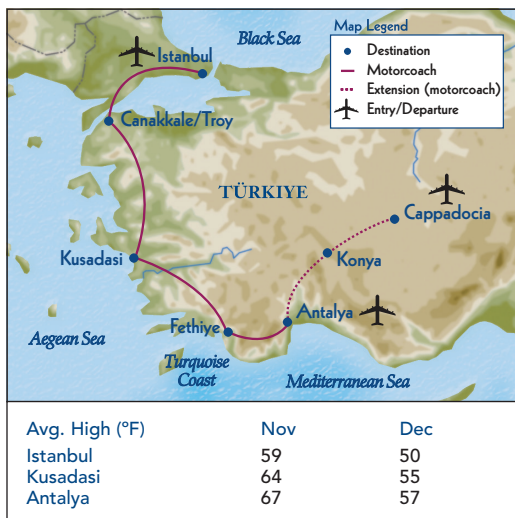 Black Sea
Map Legend
Destination
Motorcoach
Extension (motorcoach)
Entry/Departure
Istanbul
Canakkale/Troy
TÜRKIYE
Cappadocia
Kusadasi
Konya
Antalya
Fethiye
Aegean Sea
Turquoise
Coast
Mediterranean Sea
Avg. High (ºF) Nov Dec
Istanbul 59 50
Kusadasi 64 55
Antalya 67 57